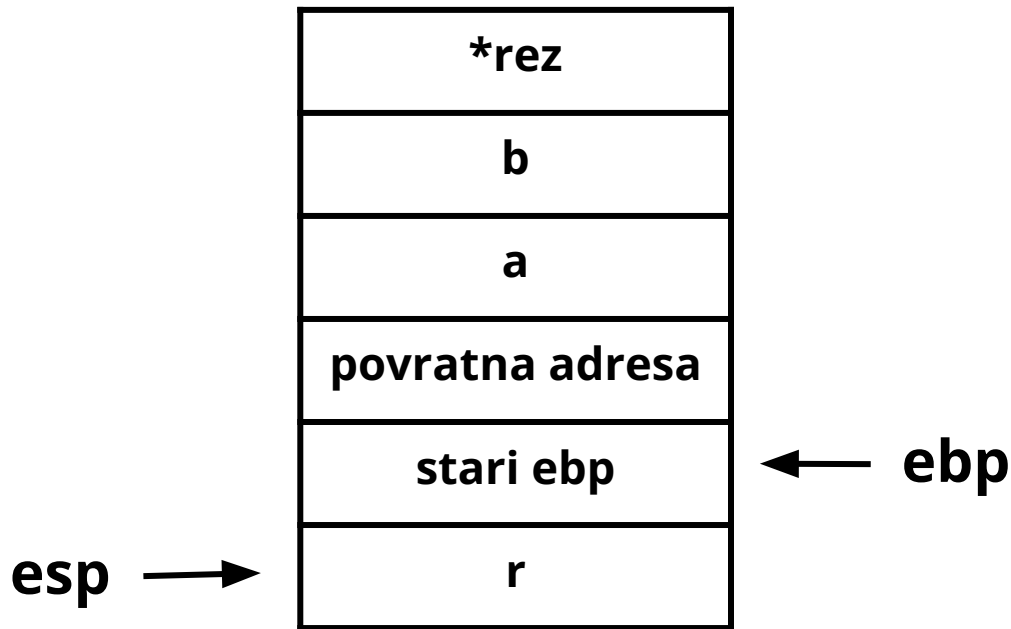 *rez
b
a
povratna adresa
stari ebp
ebp
r
esp